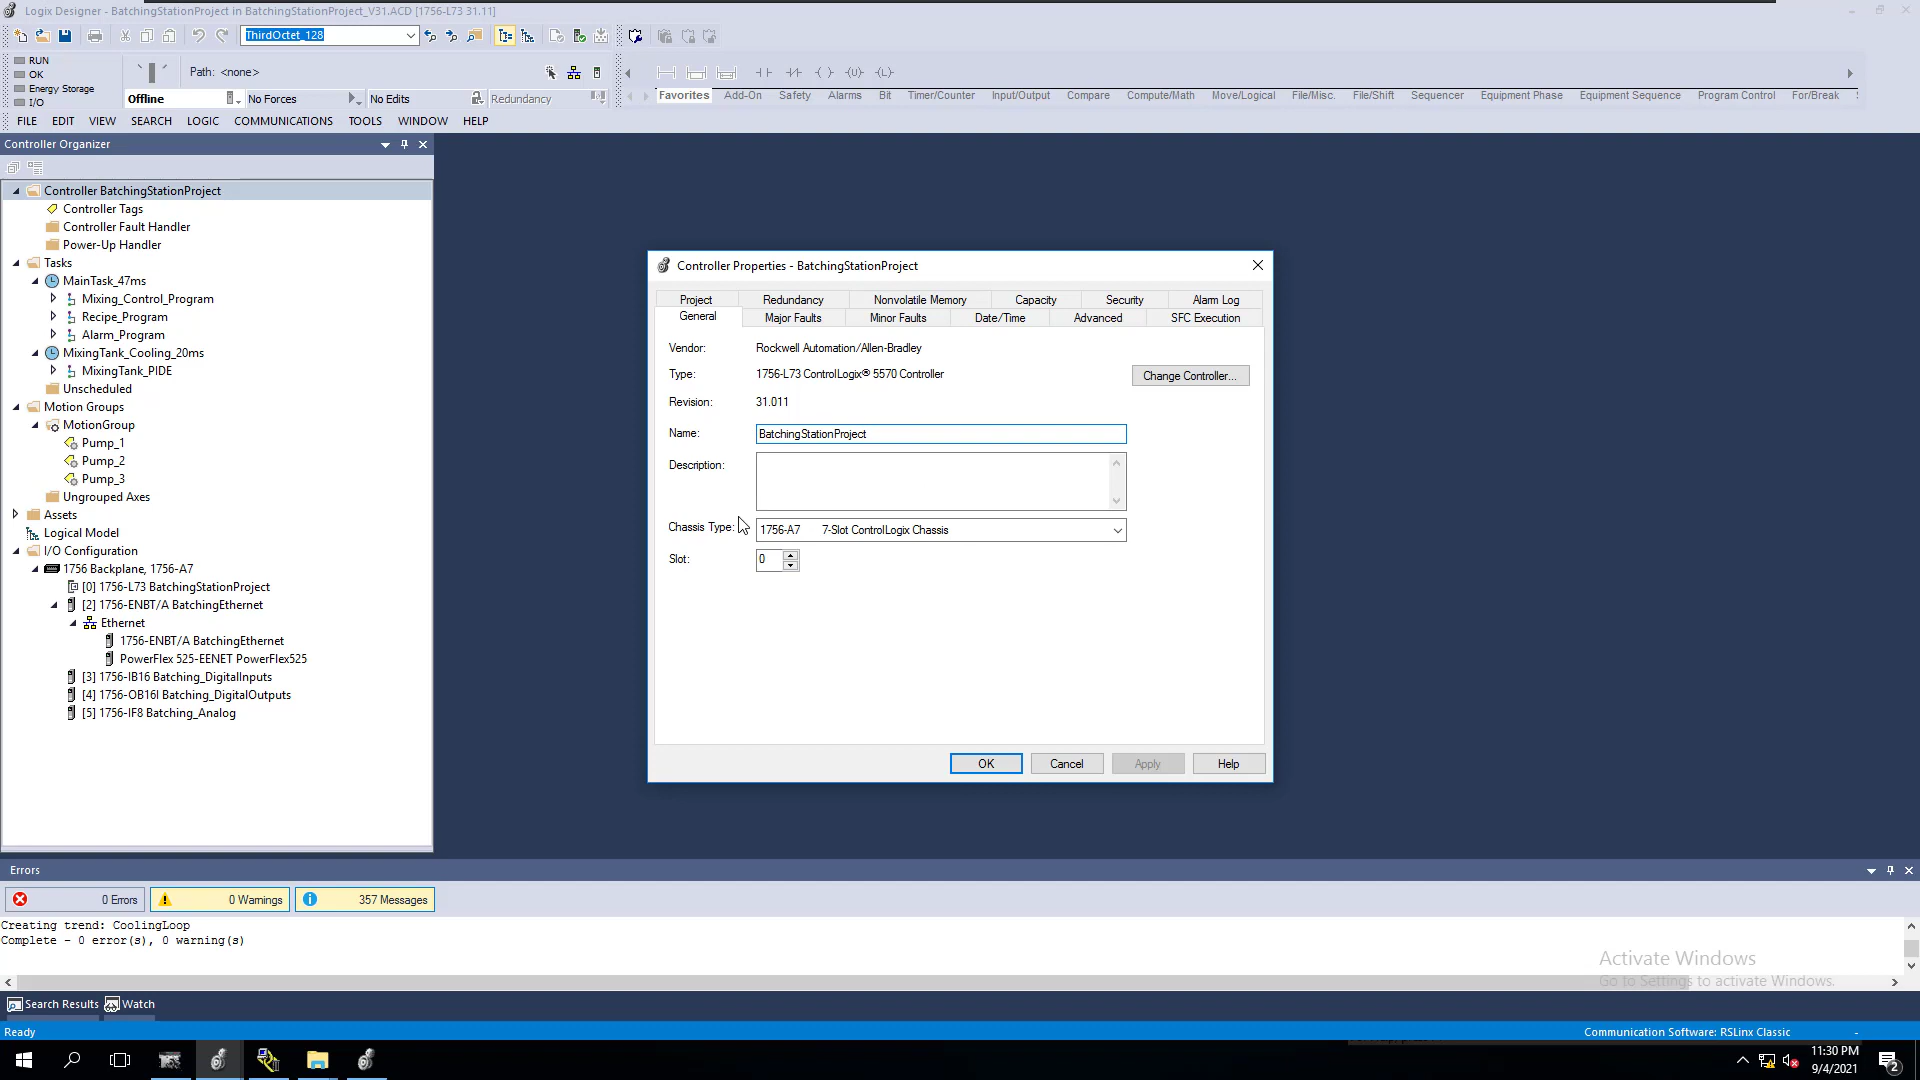 Logix Designer - BatchingStationProject in BatchingStationProject_V31.ACD [1756-L73 31.11]
ThirdOctet_128
RUN
OK
Energy Storage
I/O
Path: <none>
Offline
No Forces
No Edits
Redundancy
Favorites Add-On Safety Alarms Bit Timer/Counter Input/Output Compare Compute/Math Move/Logical File/Misc. File/Shift Sequencer Equipment Phase Equipment Sequence Program Control For/Break
FILE EDIT VIEW SEARCH LOGIC COMMUNICATIONS TOOLS WINDOW HELP
Controller Organizer
Controller BatchingStationProject
Controller Tags
Controller Fault Handler
Power-Up Handler
Tasks
MainTask_47ms
Mixing_Control_Program
Recipe_Program
Alarm_Program
MixingTank_Cooling_20ms
MixingTank_PIDE
Unscheduled
Motion Groups
MotionGroup
Pump_1
Pump_2
Pump_3
Ungrouped Axes
Assets
Logical Model
I/O Configuration
1756 Backplane, 1756-A7
[0] 1756-L73 BatchingStationProject
[2] 1756-ENBT/A BatchingEthernet
Ethernet
1756-ENBT/A BatchingEthernet
PowerFlex 525-EENET PowerFlex525
[3] 1756-IB16 Batching_DigitalInputs
[4] 1756-OB16I Batching_DigitalOutputs
[5] 1756-IF8 Batching_Analog
Controller Properties - BatchingStationProject
Project Redundancy Nonvolatile Memory Capacity Security Alarm Log
General Major Faults Minor Faults Date/Time Advanced SFC Execution
Vendor: Rockwell Automation/Allen-Bradley
Type: 1756-L73 ControlLogix® 5570 Controller
Change Controller...
Revision: 31.011
Name: BatchingStationProject
Description:
Chassis Type: 1756-A7 7-Slot ControlLogix Chassis
Slot: 0
OK Cancel Apply Help
Errors
0 Errors
0 Warnings
357 Messages
Creating trend: CoolingLoop
Complete - 0 error(s), 0 warning(s)
Activate Windows
Go to Settings to activate Windows.
Search Results Watch
Ready
Communication Software: RSLinx Classic
11:30 PM
9/4/2021
2